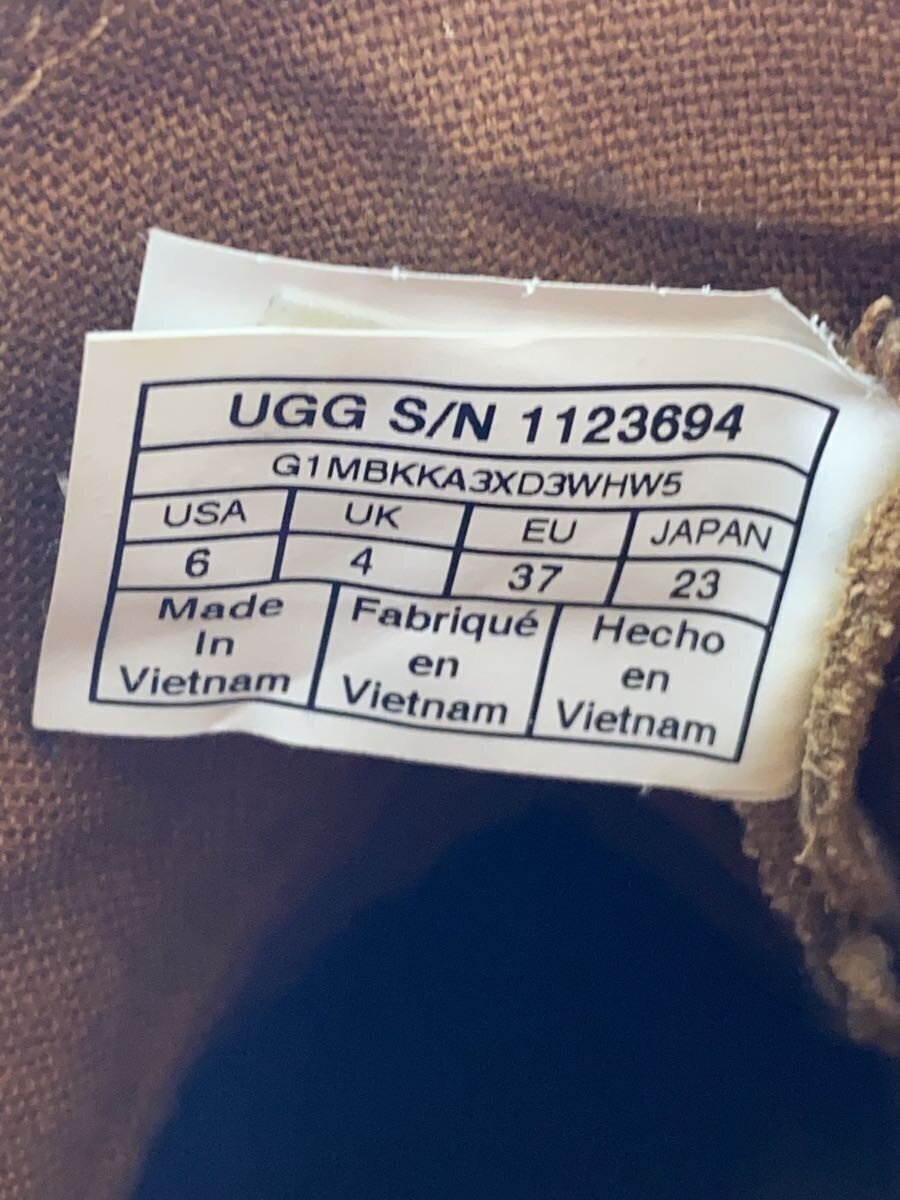 UGG S/N 1123694
G1MBKKA3XD3WHW5
USA UK EU JAPAN
6 4 37 23
Made
In
Vietnam
Fabriqué
en
Vietnam
Hecho
en
Vietnam